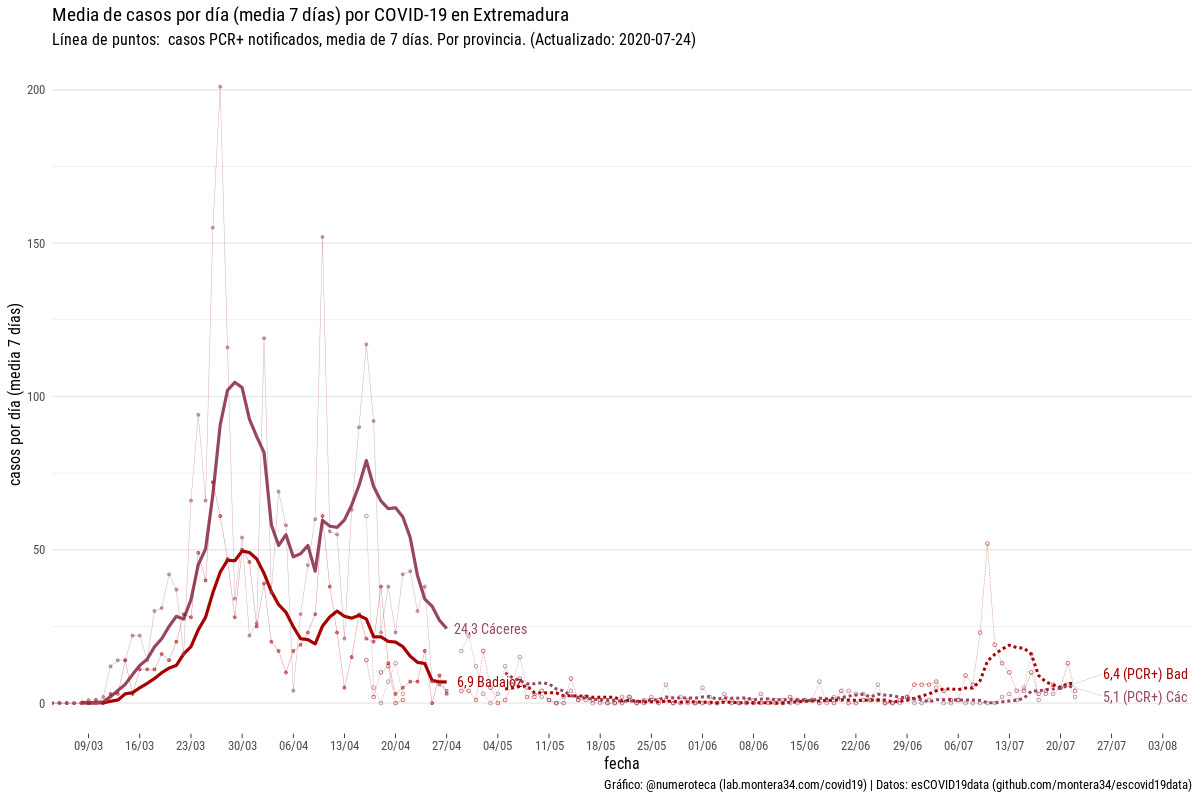 Media de casos por día (media 7 días) por COVID-19 en Extremadura
Línea de puntos:  casos PCR+ notificados, media de 7 días. Por provincia. (Actualizado: 2020-07-24)
casos por día (media 7 días)
200
150
100
50
0
24,3 Cáceres
6,9 Badajoz
6,4 (PCR+) Bad
5,1 (PCR+) Các
09/03 16/03 23/03 30/03 06/04 13/04 20/04 27/04 04/05 11/05 18/05 25/05 01/06 08/06 15/06 22/06 29/06 06/07 13/07 20/07 27/07 03/08
fecha
Gráfico: @numeroteca (lab.montera34.com/covid19) | Datos: esCOVID19data (github.com/montera34/escovid19data)